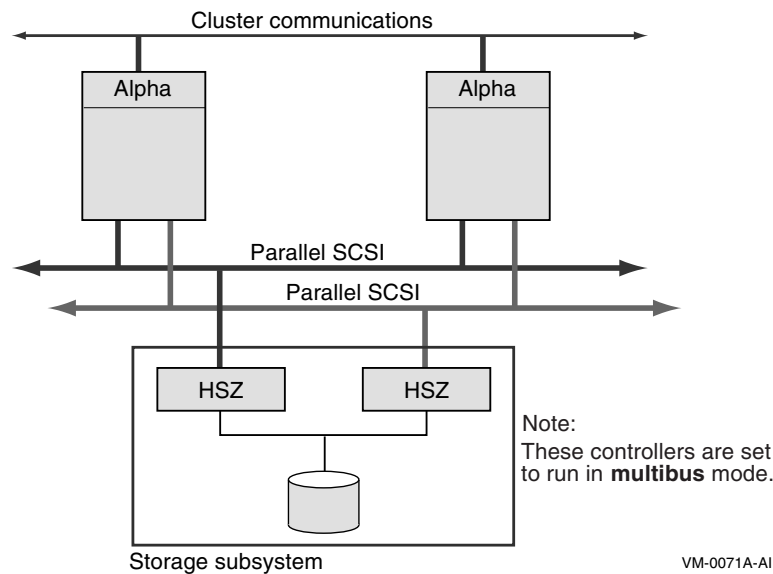 Cluster communications
Alpha
Alpha
Parallel SCSI
Parallel SCSI
HSZ
HSZ
Note:
These controllers are set
to run in multibus mode.
Storage subsystem
VM-0071A-AI